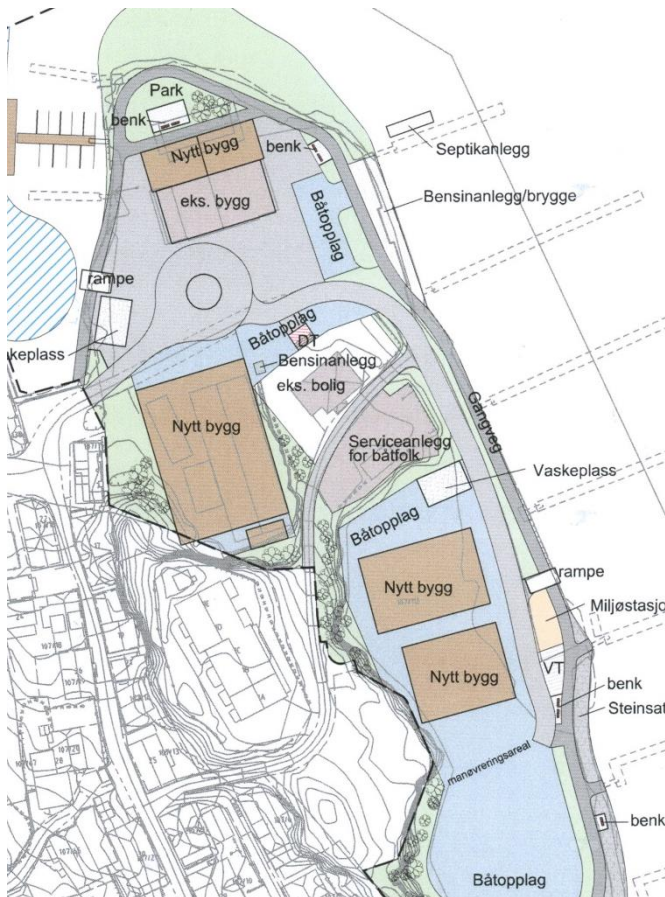 Park
benk
Nytt bygg
benk
Septikanlegg
eks. bygg
Båtopplag
Bensinanlegg/brygge
rampe
keplass
Båtopplag
DT
Bensinanlegg
eks. bolig
Gangveg
Nytt bygg
Serviceanlegg
for båtfolk
Vaskeplass
Båtopplag
Nytt bygg
rampe
Miljøstasjo
Nytt bygg
VT
benk
Steinsat
manøvreringsareal
benk
Båtopplag